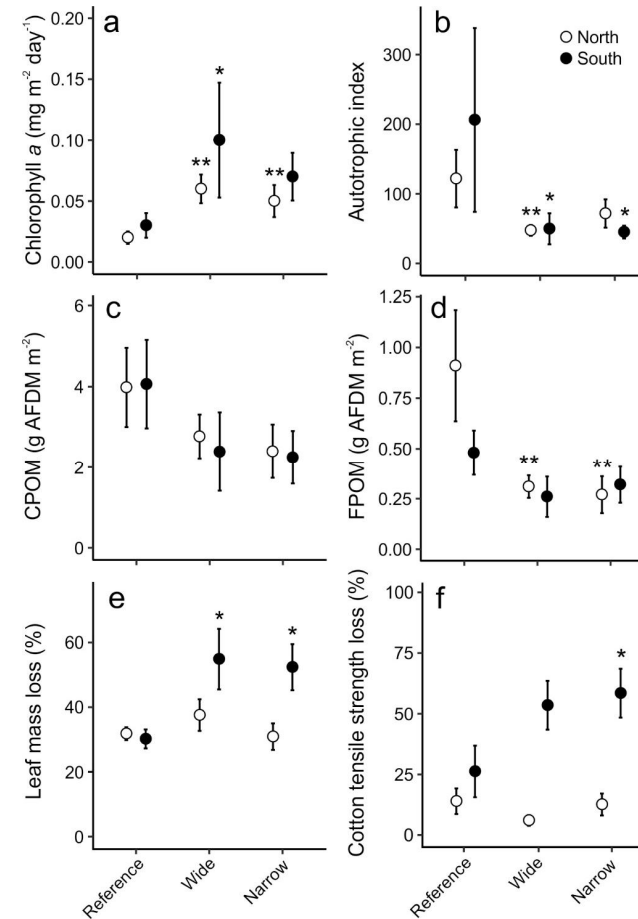 a
Chlorophyll a (mg m⁻² day⁻¹)
0.20
0.15
0.10
0.05
0.00
*
**
**
b
North
South
Autotrophic index
300
200
100
0
**
*
*
c
CPOM (g AFDM m⁻²)
6
4
2
0
d
FPOM (g AFDM m⁻²)
1.25
1.00
0.75
0.50
0.25
0.00
**
**
e
Leaf mass loss (%)
60
40
20
0
*
*
Reference
Wide
Narrow
f
Cotton tensile strength loss (%)
100
75
50
25
0
*
Reference
Wide
Narrow